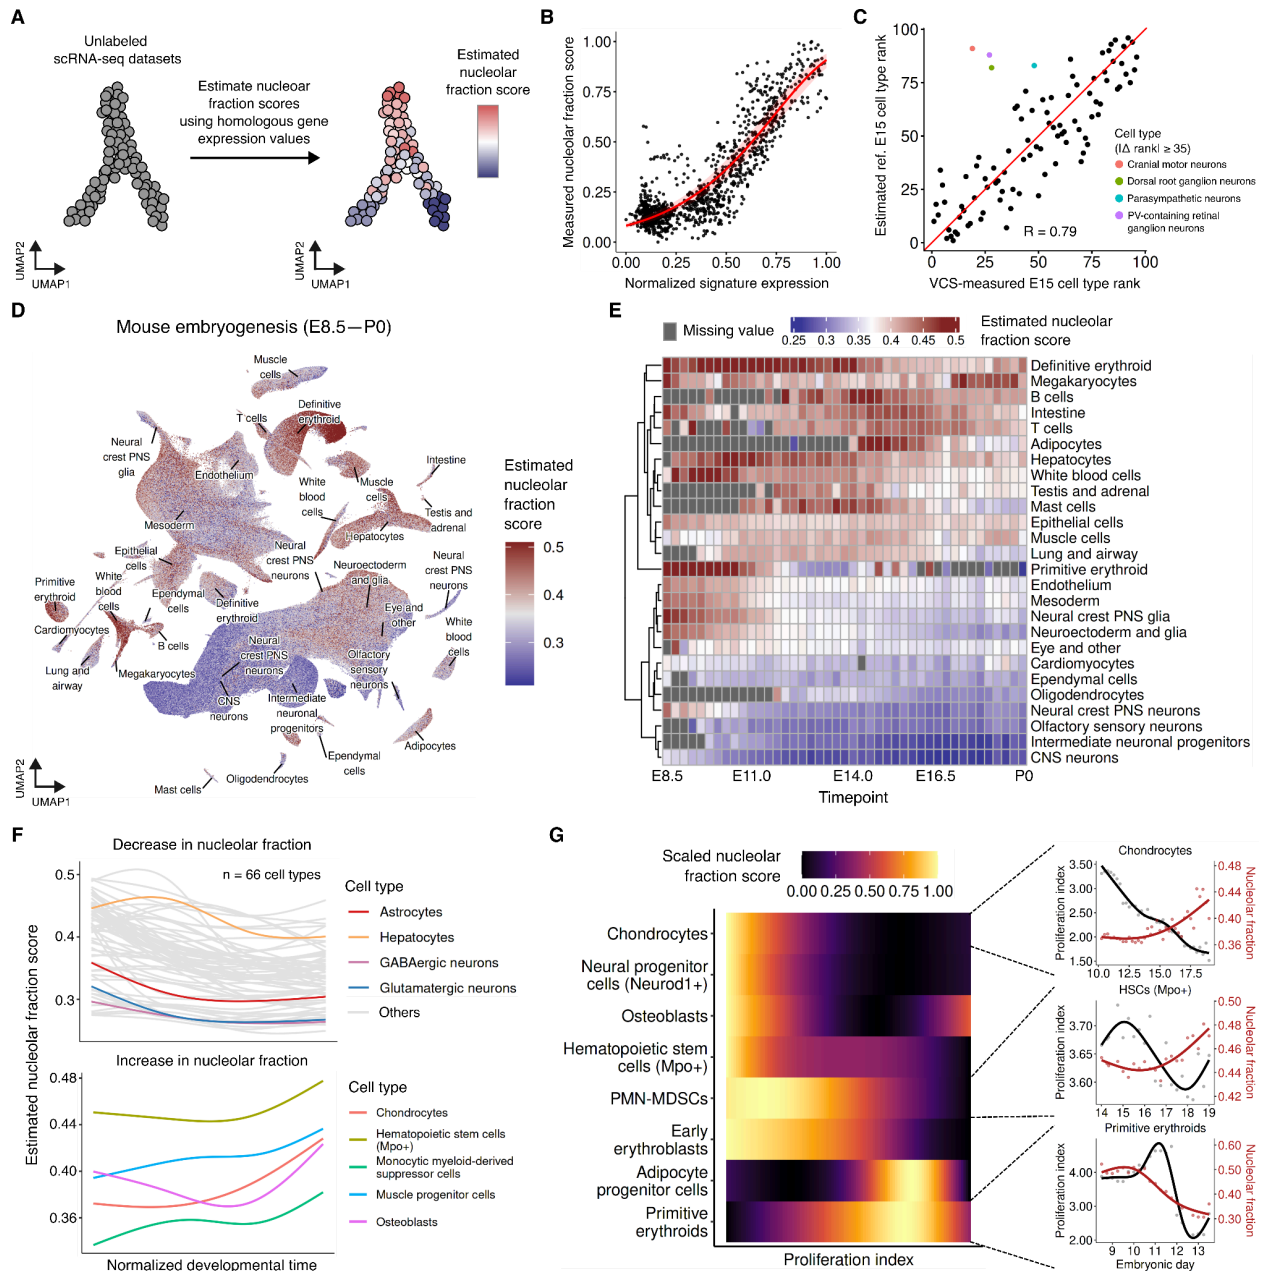 A
Unlabeled
scRNA-seq datasets
Estimate nucleoar
fraction scores
using homologous gene
expression values
Estimated
nucleolar
fraction score
UMAP2
UMAP1
UMAP2
UMAP1
B
Measured nucleolar fraction score
1.00
0.75
0.50
0.25
0.00
0.00
0.25
0.50
0.75
1.00
Normalized signature expression
C
Estimated ref. E15 cell type rank
100
75
50
25
0
0
25
50
75
100
R = 0.79
VCS-measured E15 cell type rank
Cell type
(|Δ rank| ≥ 35)
Cranial motor neurons
Dorsal root ganglion neurons
Parasympathetic neurons
PV-containing retinal
ganglion neurons
D
Mouse embryogenesis (E8.5—P0)
Muscle
cells
T cells
Definitive
erythroid
Neural
crest PNS
glia
Endothelium
White
blood
cells
Muscle
cells
Intestine
Testis and
adrenal
Mesoderm
Hepatocytes
Epithelial
cells
Neural
crest PNS
neurons
Neuroectoderm
and glia
Neural
crest PNS
neurons
Primitive
erythroid
White
blood
cells
Ependymal
cells
Definitive
erythroid
Eye and
other
Cardiomyocytes
B cells
Neural
crest PNS
neurons
White
blood
cells
Lung and
airway
Megakaryocytes
Olfactory
sensory
neurons
CNS
neurons
Intermediate
neuronal
progenitors
Ependymal
cells
Adipocytes
Mast cells
Oligodendrocytes
UMAP2
UMAP1
Estimated
nucleolar
fraction
score
0.5
0.4
0.3
E
Missing value
0.25
0.3
0.35
0.4
0.45
0.5
Estimated nucleolar
fraction score
Definitive erythroid
Megakaryocytes
B cells
Intestine
T cells
Adipocytes
Hepatocytes
White blood cells
Testis and adrenal
Mast cells
Epithelial cells
Muscle cells
Lung and airway
Primitive erythroid
Endothelium
Mesoderm
Neural crest PNS glia
Neuroectoderm and glia
Eye and other
Cardiomyocytes
Ependymal cells
Oligodendrocytes
Neural crest PNS neurons
Olfactory sensory neurons
Intermediate neuronal progenitors
CNS neurons
E8.5
E11.0
E14.0
E16.5
P0
Timepoint
F
Decrease in nucleolar fraction
n = 66 cell types
0.5
0.4
0.3
Cell type
Astrocytes
Hepatocytes
GABAergic neurons
Glutamatergic neurons
Others
Estimated nucleolar fraction score
Increase in nucleolar fraction
0.48
0.44
0.40
0.36
Cell type
Chondrocytes
Hematopoietic stem cells
(Mpo+)
Monocytic myeloid-derived
suppressor cells
Muscle progenitor cells
Osteoblasts
Normalized developmental time
G
Scaled nucleolar
fraction score
0.00 0.25 0.50 0.75 1.00
Chondrocytes
Neural progenitor
cells (Neurod1+)
Osteoblasts
Hematopoietic stem
cells (Mpo+)
PMN-MDSCs
Early
erythroblasts
Adipocyte
progenitor cells
Primitive
erythroids
Proliferation index
Chondrocytes
Proliferation index
3.50
3.00
2.50
2.00
1.50
10.0 12.5 15.0 17.5
0.48
0.44
0.40
0.36
Nucleolar fraction
HSCs (Mpo+)
Proliferation index
3.70
3.65
3.60
14 15 16 17 18 19
0.50
0.48
0.46
0.44
0.42
Nucleolar fraction
Primitive erythroids
Proliferation index
4.00
3.00
2.00
9 10 11 12 13
0.60
0.50
0.40
0.30
Nucleolar fraction
Embryonic day